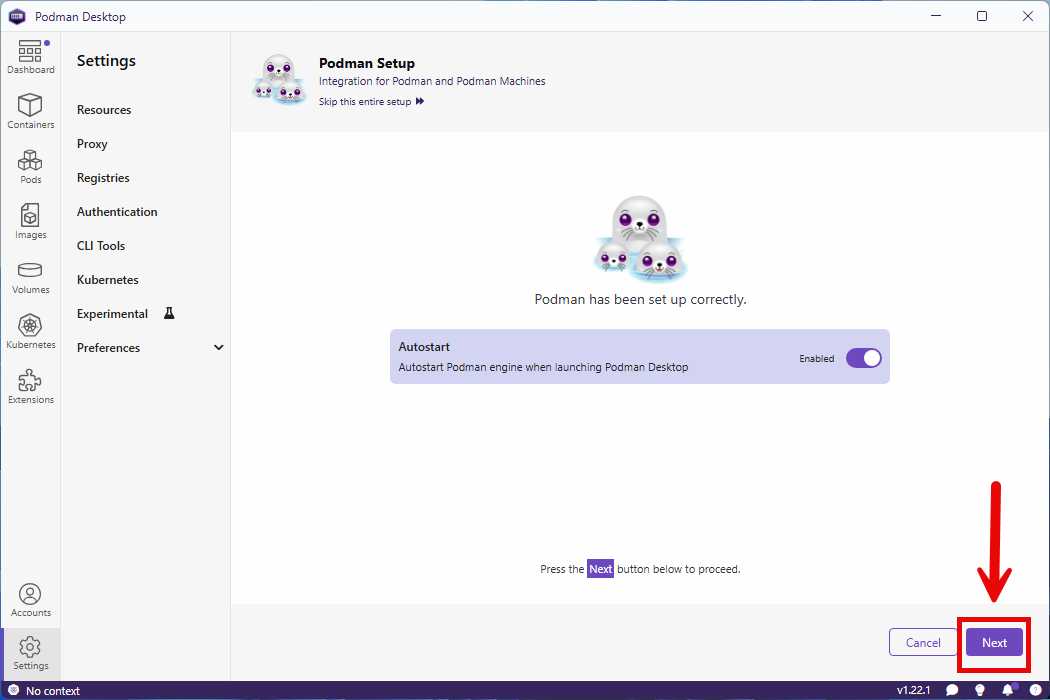 Podman Desktop
Dashboard
Containers
Pods
Images
Volumes
Kubernetes
Extensions
Accounts
Settings
Settings
Resources
Proxy
Registries
Authentication
CLI Tools
Kubernetes
Experimental
Preferences
Podman Setup
Integration for Podman and Podman Machines
Skip this entire setup
Podman has been set up correctly.
Autostart
Autostart Podman engine when launching Podman Desktop
Enabled
Press the Next button below to proceed.
Cancel
Next
No context
v1.22.1